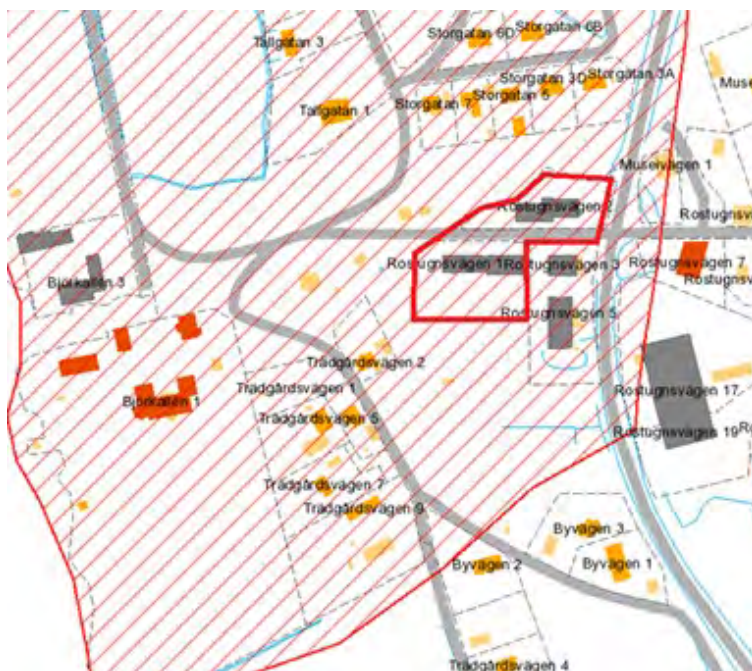 Storgatan 6B
Storgatan 6D
Tallgatan 3
Storgatan 3D
Storgatan 3A
Muse
Storgatan 5
Storgatan 7
Tallgatan 1
Museivägen 1
Rostugnsvägen 2
Rostugnsvä
Rostugnsvägen 1
Rostugnsvägen 3
Rostugnsvägen 7
Björkallén 3
Rostugnsv
Rostugnsvägen 5
Trädgårdsvägen 2
Trädgårdsvägen 1
Rostugnsvägen 17
Björkallén 1
Trädgårdsvägen 5
Rostugnsvägen 19
Trädgårdsvägen 7
Trädgårdsvägen 9
Byvägen 3
Byvägen 2
Byvägen 1
Trädgårdsvägen 4